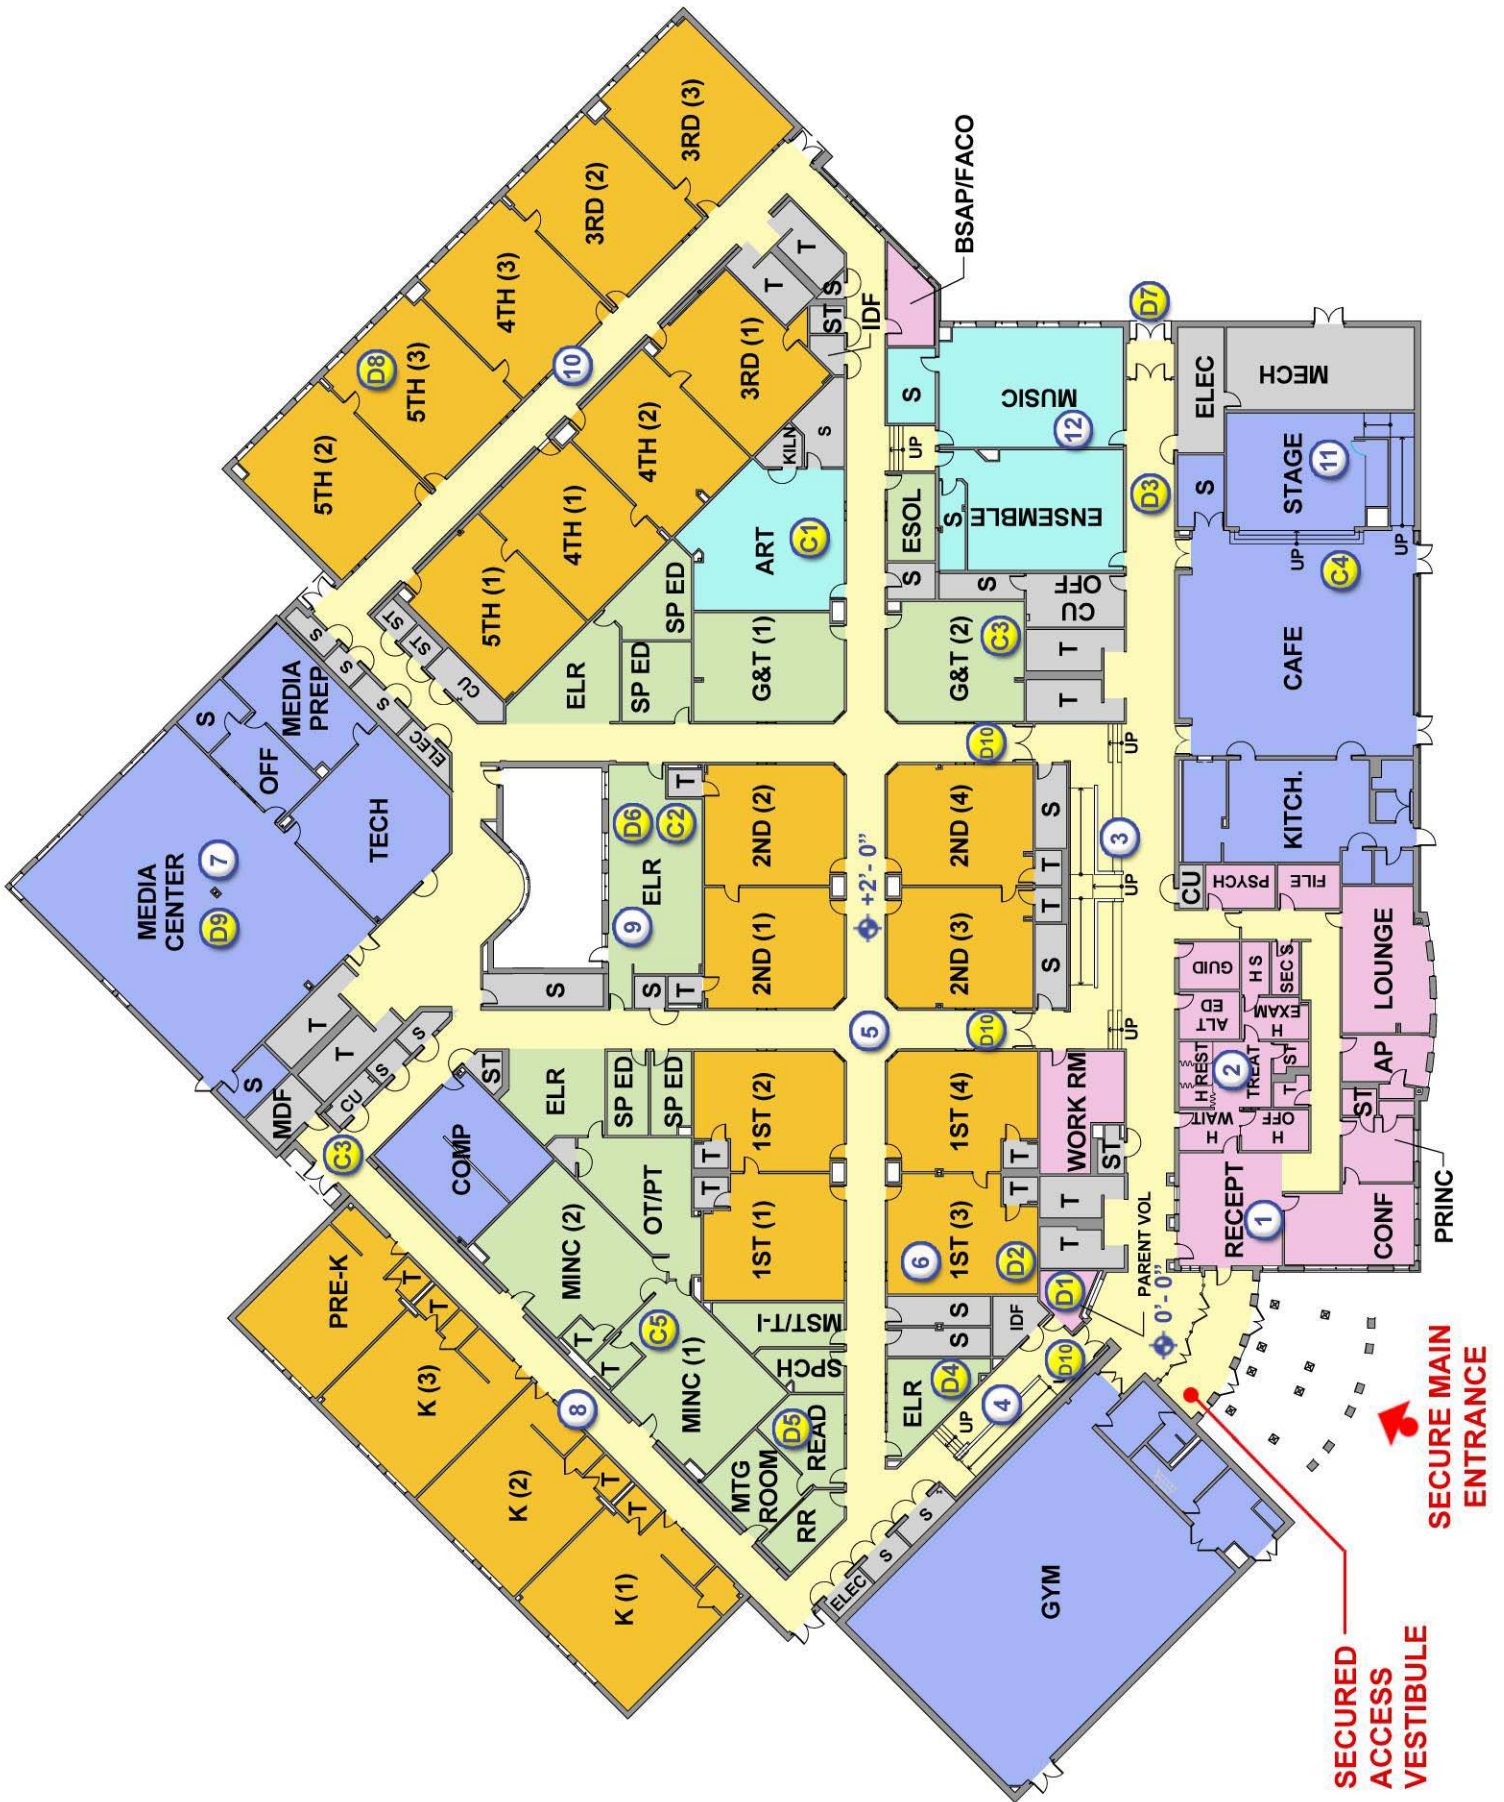 3RD (3)
3RD (2)
4TH (3)
D8
5TH (3)
5TH (2)
10
T
T
S
ST
IDF
BSAP/FACO
3RD (1)
4TH (2)
KILN
S
4TH (1)
5TH (1)
ST
ST
CU
S
S
S
ELEC
MEDIA
PREP
S
OFF
TECH
MEDIA
CENTER
7
D9
T
T
S
MDF
CU
S
S
C3
ART
C1
SP ED
SP ED
ELR
G&T (1)
S
UP
ESOL
S
G&T (2)
C3
MUSIC
12
ENSEMBLE
S
S
CU
OFF
T
T
D7
D3
ELEC
MECH
STAGE
11
S
UP
UP
C4
CAFE
KITCH.
D10
UP
D6
C2
T
ELR
9
S
T
S
2ND (2)
2ND (1)
2ND (4)
2ND (3)
+2'- 0"
S
T
T
S
UP
3
UP
5
D10
CU
PSYCH
FILE
LOUNGE
GUID
H S
SEC S
ALT
ED
H
EXAM
H REST
2
TREAT
ST
T
AP
ST
WAIT
H
H
OFF
RECEPT
1
CONF
PRINC
ST
ELR
SP ED
SP ED
COMP
OT/PT
1ST (2)
T
T
1ST (1)
1ST (4)
T
T
1ST (3)
6
D2
WORK RM
ST
T
T
PARENT VOL
D1
0'- 0"
PRE-K
T
T
K (3)
K (2)
T
T
K (1)
8
MINC (2)
T
T
C5
MINC (1)
MST/T-I
SPCH
D5
READ
MTG
ROOM
RR
S
S
IDF
D4
ELR
D10
UP
4
S
S
ELEC
GYM
SECURE MAIN
ENTRANCE
SECURED
ACCESS
VESTIBULE